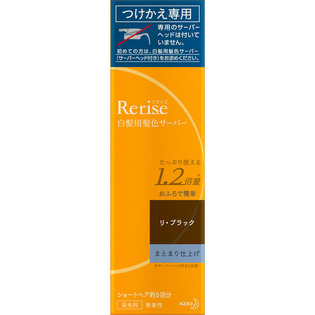 つけかえ専用
専用のサーバー
ヘッドは付いて
いません。
初めての方は、白髪用髪色サーバー
(サーバーヘッド付き)をお求めください。
リライズ
Rerise
白髪用髪色サーバー
たっぷり使える
1.2倍量
おふろで簡単
リ・ブラック
まとまり仕上げ
ショートヘア約5回分
染毛料 無香性
Kao